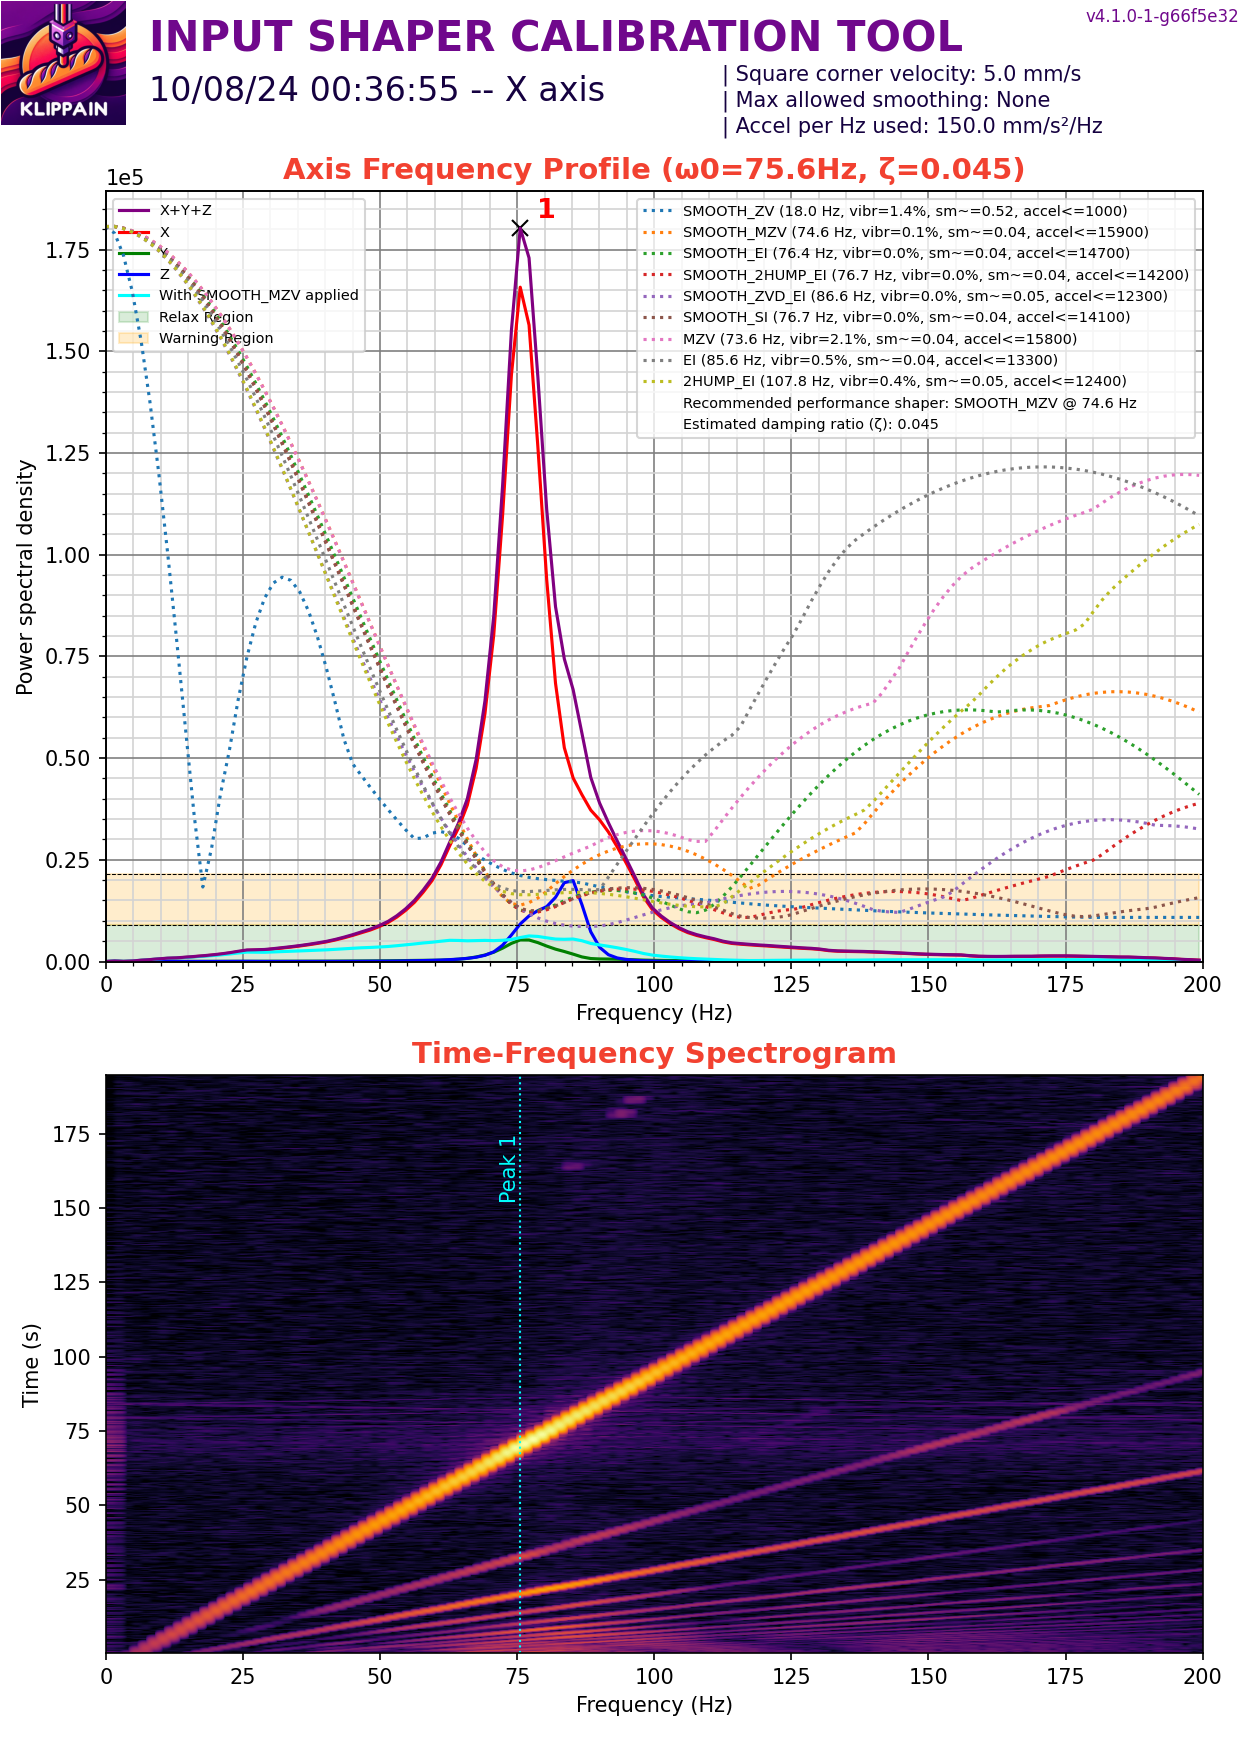 v4.1.0-1-g66f5e32
INPUT SHAPER CALIBRATION TOOL
10/08/24 00:36:55 -- X axis
| Square corner velocity: 5.0 mm/s
| Max allowed smoothing: None
| Accel per Hz used: 150.0 mm/s²/Hz
KLIPPAIN
Axis Frequency Profile (ω0=75.6Hz, ζ=0.045)
1e5
1
X+Y+Z
X
Y
Z
With SMOOTH_MZV applied
Relax Region
Warning Region
SMOOTH_ZV (18.0 Hz, vibr=1.4%, sm~=0.52, accel<=1000)
SMOOTH_MZV (74.6 Hz, vibr=0.1%, sm~=0.04, accel<=15900)
SMOOTH_EI (76.4 Hz, vibr=0.0%, sm~=0.04, accel<=14700)
SMOOTH_2HUMP_EI (76.7 Hz, vibr=0.0%, sm~=0.04, accel<=14200)
SMOOTH_ZVD_EI (86.6 Hz, vibr=0.0%, sm~=0.05, accel<=12300)
SMOOTH_SI (76.7 Hz, vibr=0.0%, sm~=0.04, accel<=14100)
MZV (73.6 Hz, vibr=2.1%, sm~=0.04, accel<=15800)
EI (85.6 Hz, vibr=0.5%, sm~=0.04, accel<=13300)
2HUMP_EI (107.8 Hz, vibr=0.4%, sm~=0.05, accel<=12400)
Recommended performance shaper: SMOOTH_MZV @ 74.6 Hz
Estimated damping ratio (ζ): 0.045
Power spectral density
1.75
1.50
1.25
1.00
0.75
0.50
0.25
0.00
0 25 50 75 100 125 150 175 200
Frequency (Hz)
Time-Frequency Spectrogram
Peak 1
Time (s)
175
150
125
100
75
50
25
0 25 50 75 100 125 150 175 200
Frequency (Hz)